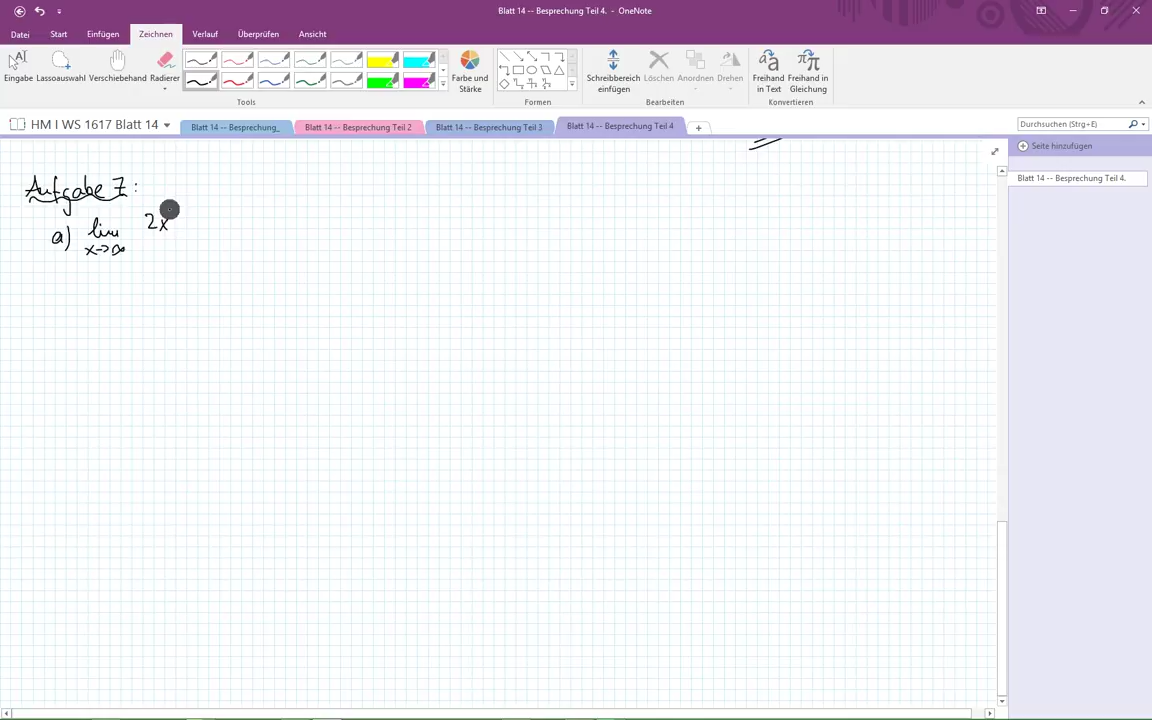 Blatt 14 -- Besprechung Teil 4. - OneNote
Datei Start Einfügen Zeichnen Verlauf Überprüfen Ansicht
Eingabe Lassoauswahl Verschiebehand Radierer
Farbe und Stärke
Schreibbereich einfügen Löschen Anordnen Drehen
Freihand in Text Freihand in Gleichung
Tools Formen Bearbeiten Konvertieren
HM I WS 1617 Blatt 14 Blatt 14 -- Besprechung_ Blatt 14 -- Besprechung Teil 2 Blatt 14 -- Besprechung Teil 3 Blatt 14 -- Besprechung Teil 4. Durchsuchen (Strg+E)
Seite hinzufügen
Blatt 14 -- Besprechung Teil 4.
Aufgabe 7:
a) lim 2x
x→∞